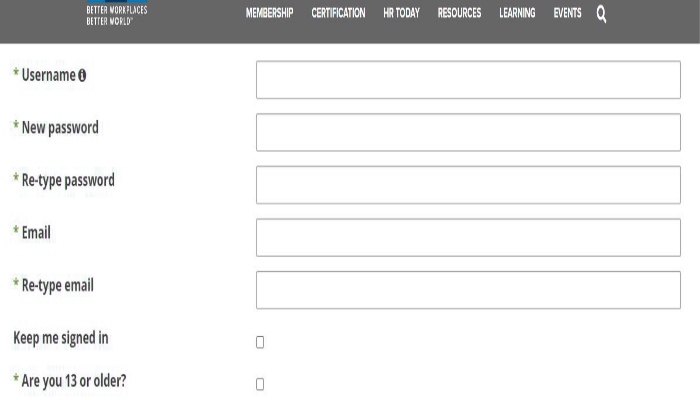 BETTER WORKPLACES
BETTER WORLD™
MEMBERSHIP CERTIFICATION HR TODAY RESOURCES LEARNING EVENTS
* Username
* New password
* Re-type password
* Email
* Re-type email
Keep me signed in
* Are you 13 or older?